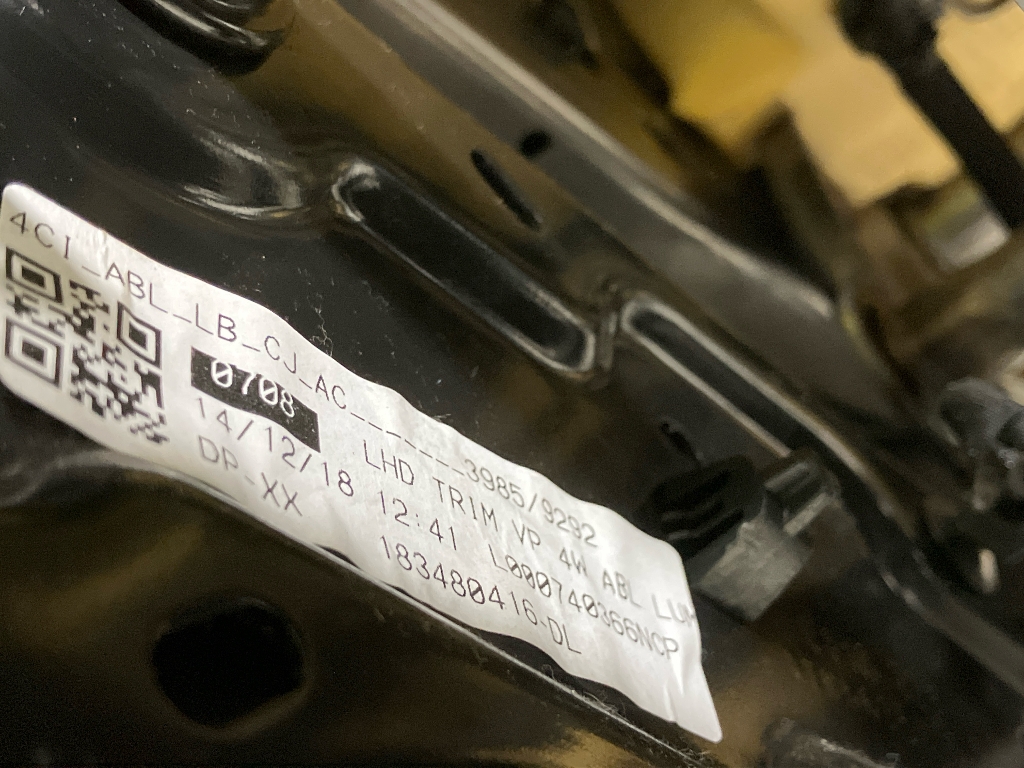 4CI_ABL_LB_CJ_AC_______3985/9292
0708 LHD TRIM VP 4W ABL LUM
14/12/18 12:41 L000740366NCP
DP-XX 183480416-DL